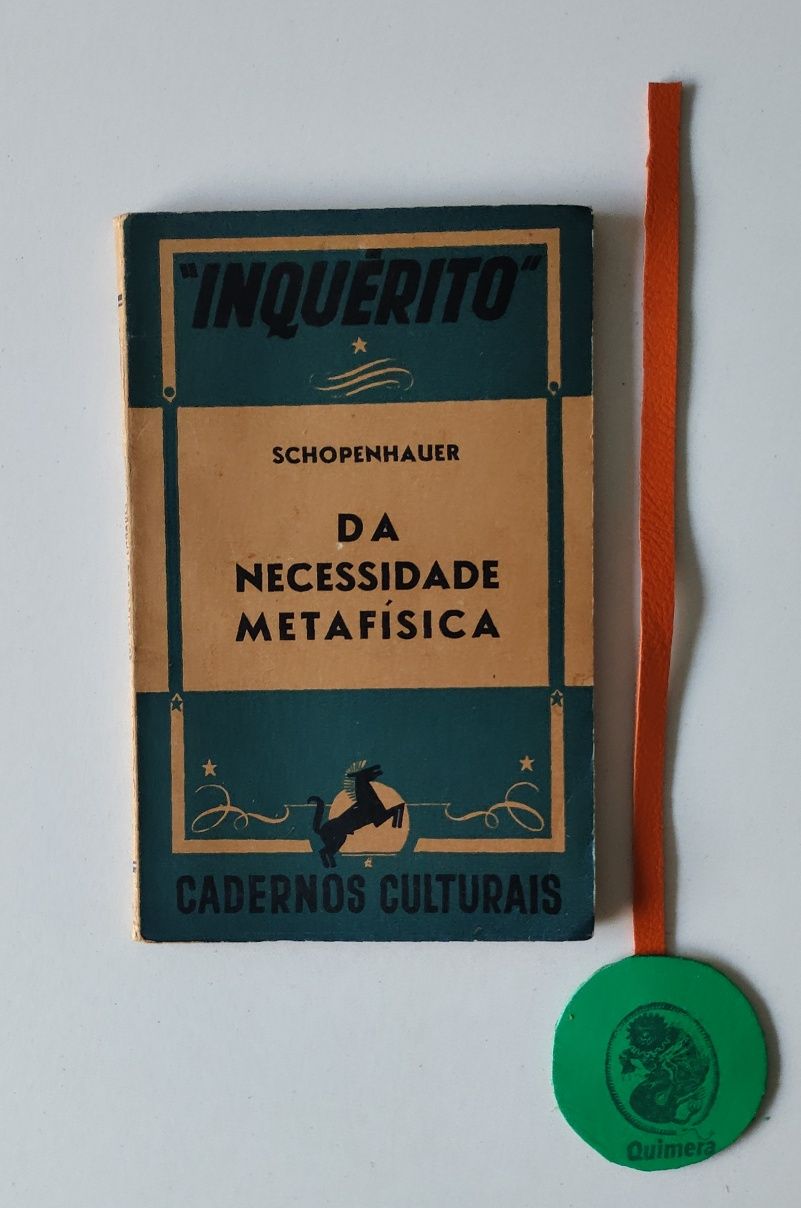 "INQUÉRITO"
SCHOPENHAUER
DA
NECESSIDADE
METAFÍSICA
CADERNOS CULTURAIS
Quimera